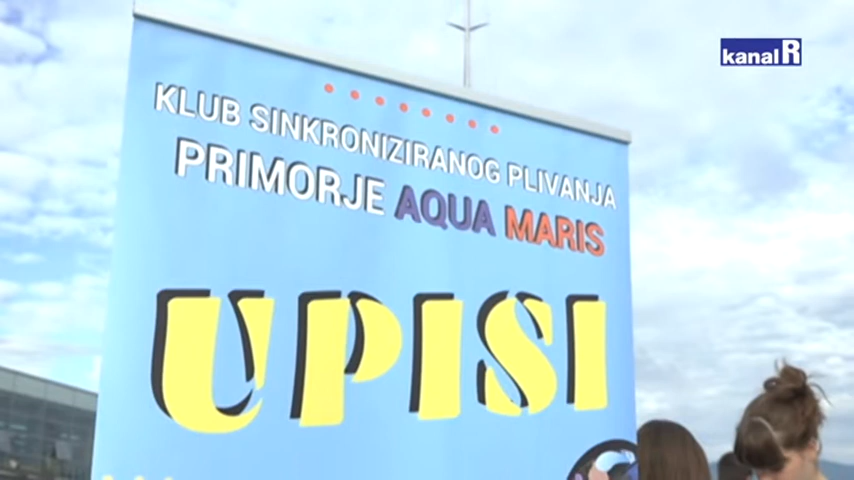 kanal R
KLUB SINKRONIZIRANOG PLIVANJA
PRIMORJE AQUA MARIS
UPISI